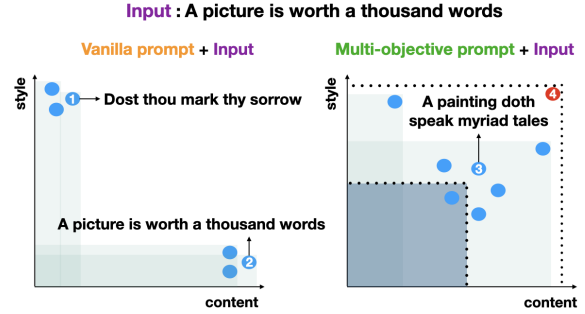 Input : A picture is worth a thousand words
Vanilla prompt + Input
style
1
Dost thou mark thy sorrow
A picture is worth a thousand words
2
content
Multi-objective prompt + Input
style
4
A painting doth
speak myriad tales
3
content